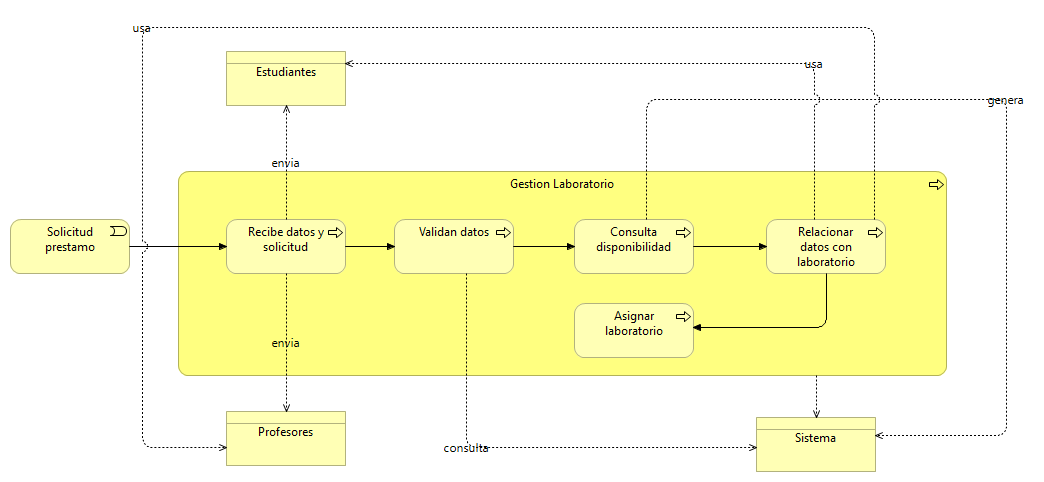 usa
Estudiantes
usa
genera
envia
Gestion Laboratorio
Solicitud
prestamo
Recibe datos y
solicitud
Validan datos
Consulta
disponibilidad
Relacionar
datos con
laboratorio
Asignar
laboratorio
envia
Profesores
consulta
Sistema